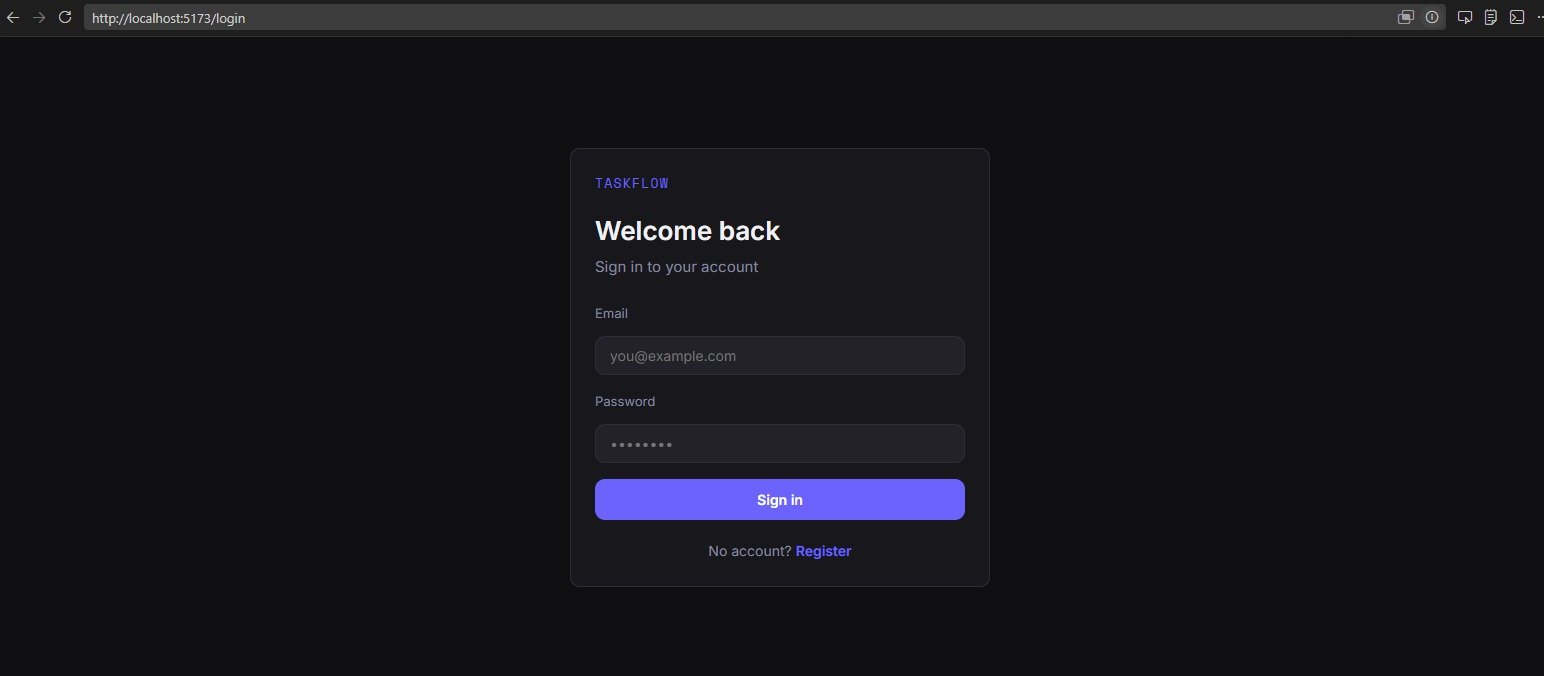 http://localhost:5173/login
TASKFLOW
Welcome back
Sign in to your account
Email
you@example.com
Password
••••••••
Sign in
No account? Register